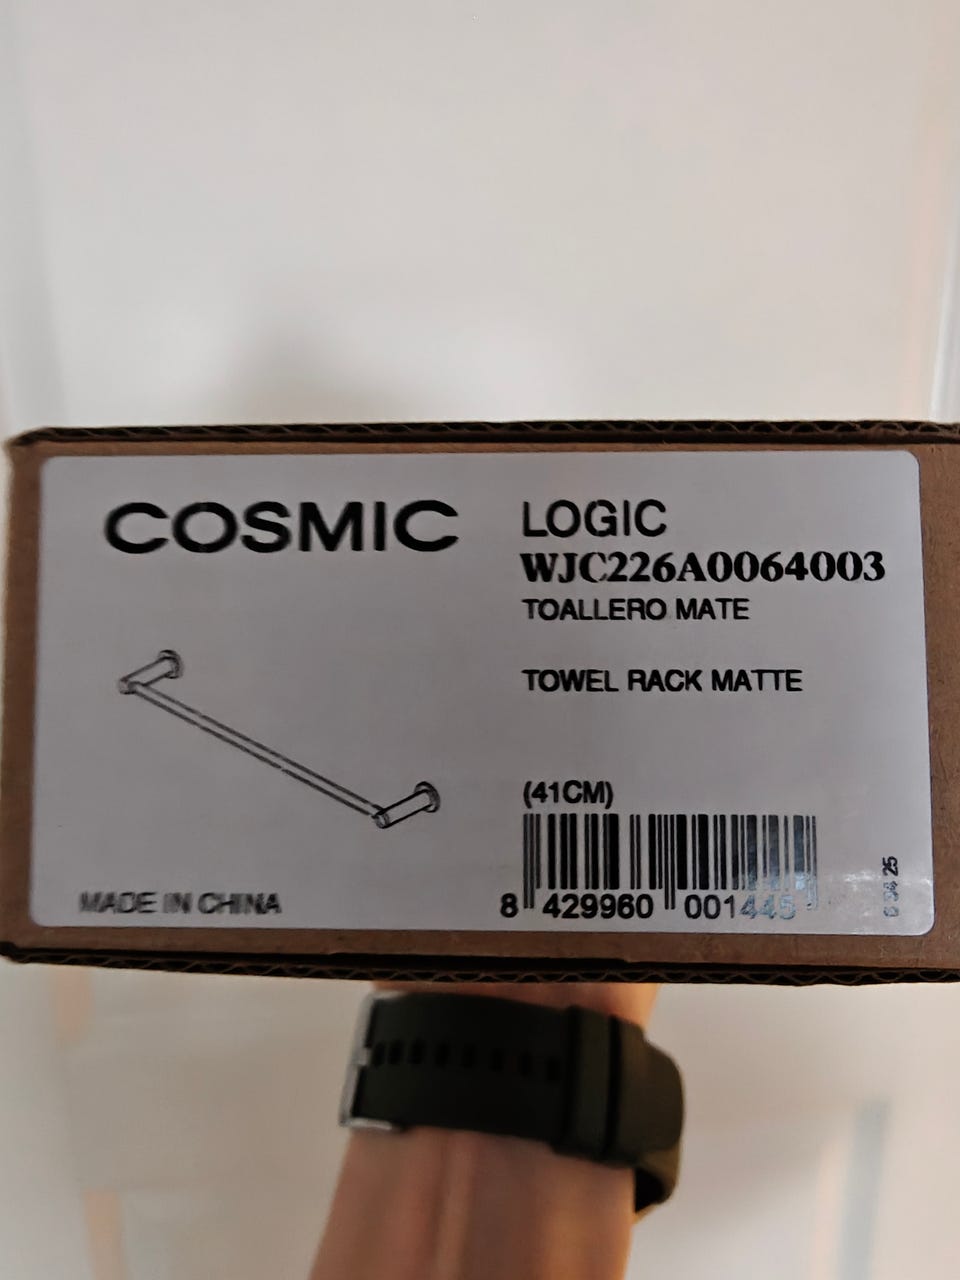 COSMIC
LOGIC
WJC226A0064003
TOALLERO MATE
TOWEL RACK MATTE
(41CM)
8 429960 001445
MADE IN CHINA